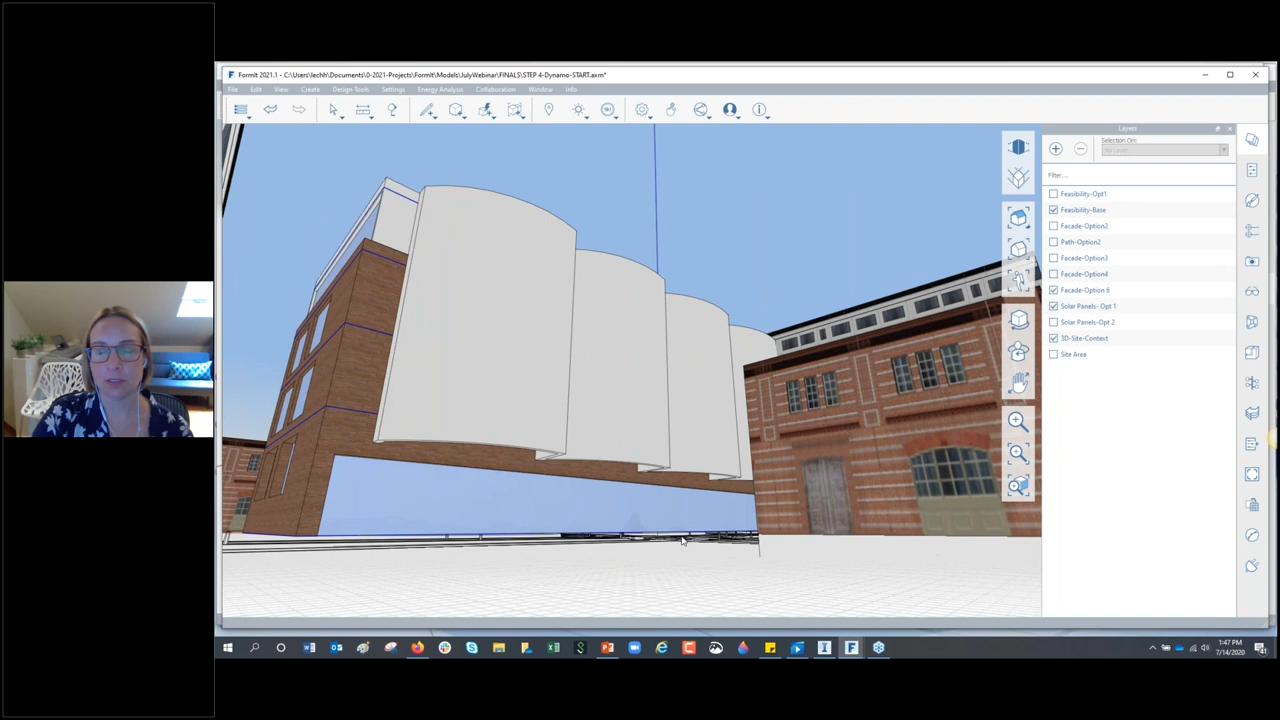 FormIt 2021.1 - C:\Users\lechh\Documents\0-2021-Projects\FormIt\Models\JulyWebinar\FINALS\STEP 4-Dynamo-START.axm*
File Edit View Create Design Tools Settings Energy Analysis Collaboration Window Info
Layers
Selection On:
Filter...
Feasibility-Opt1
Feasibility-Base
Facade-Option2
Path-Option2
Facade-Option3
Facade-Option4
Facade-Option 6
Solar Panels- Opt 1
Solar Panels-Opt 2
3D-Site-Context
Site Area
1:47 PM
7/14/2020